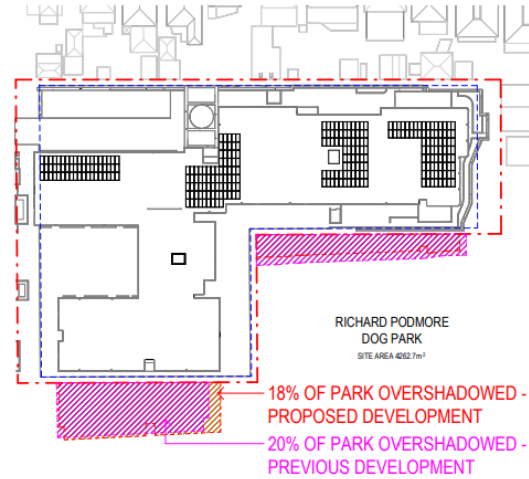 RICHARD PODMORE
DOG PARK
SITE AREA 4262.7m²
18% OF PARK OVERSHADOWED -
PROPOSED DEVELOPMENT
20% OF PARK OVERSHADOWED -
PREVIOUS DEVELOPMENT